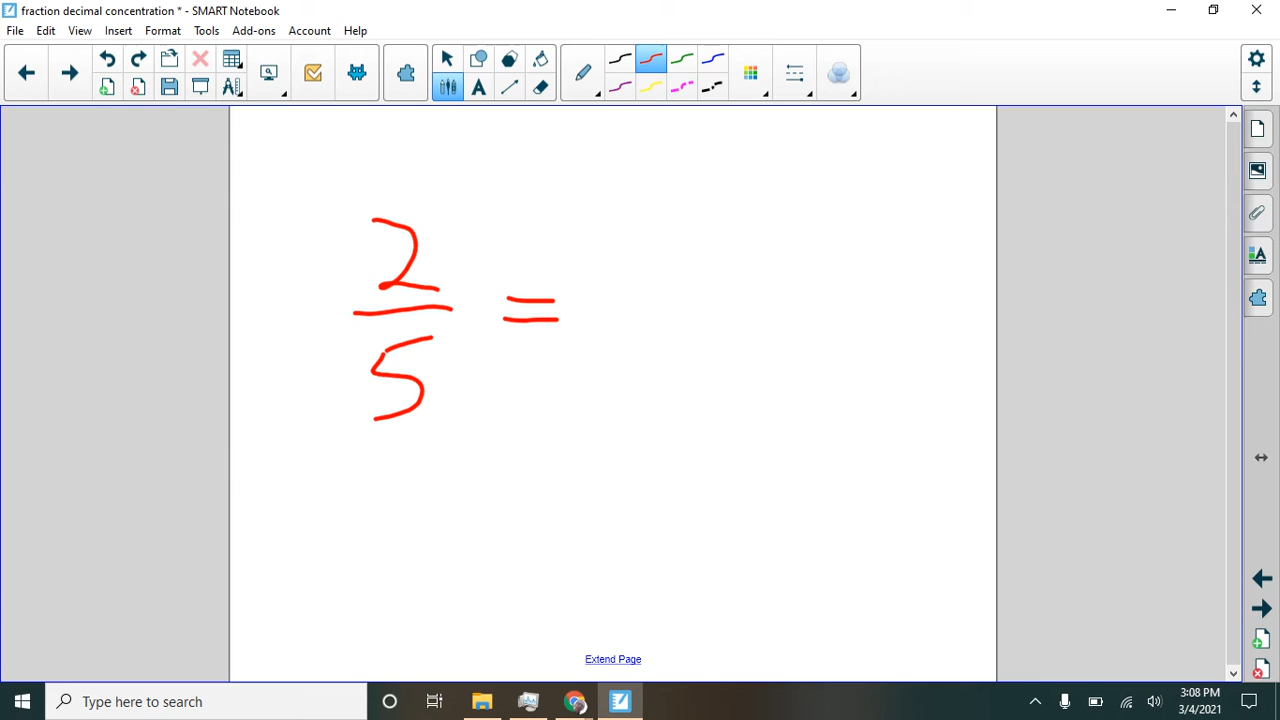 fraction decimal concentration * - SMART Notebook
File Edit View Insert Format Tools Add-ons Account Help
2
5
=
Extend Page
Type here to search
3:08 PM
3/4/2021